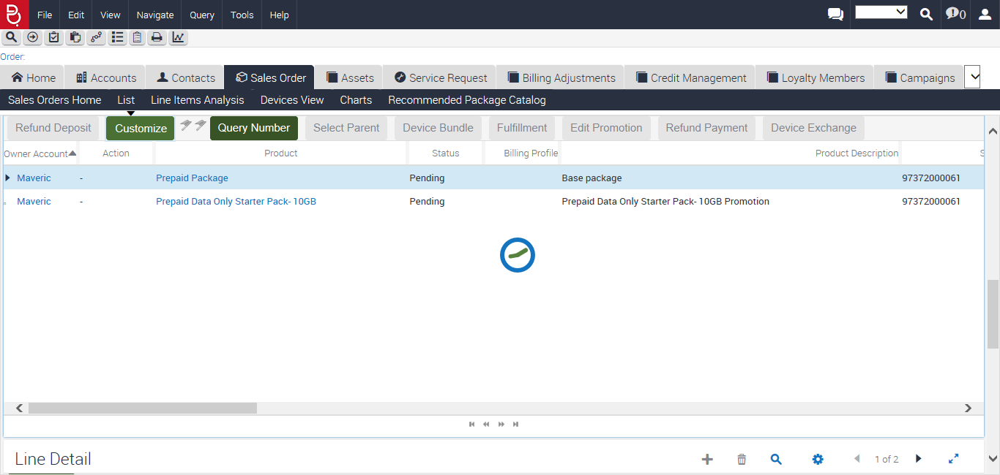 File Edit View Navigate Query Tools Help 0
Order:
Home Accounts Contacts Sales Order Assets Service Request Billing Adjustments Credit Management Loyalty Members Campaigns
Sales Orders Home List Line Items Analysis Devices View Charts Recommended Package Catalog
Refund Deposit Customize Query Number Select Parent Device Bundle Fulfillment Edit Promotion Refund Payment Device Exchange
Owner Account Action Product Status Billing Profile Product Description S
Maveric - Prepaid Package Pending Base package 97372000061
Maveric - Prepaid Data Only Starter Pack- 10GB Pending Prepaid Data Only Starter Pack- 10GB Promotion 97372000061
Line Detail 1 of 2